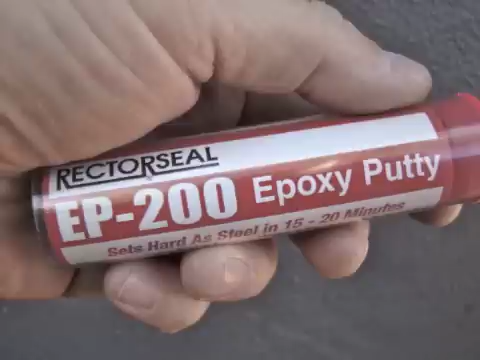 RECTORSEAL
EP-200 Epoxy Putty
Sets Hard As Steel in 15 - 20 Minutes